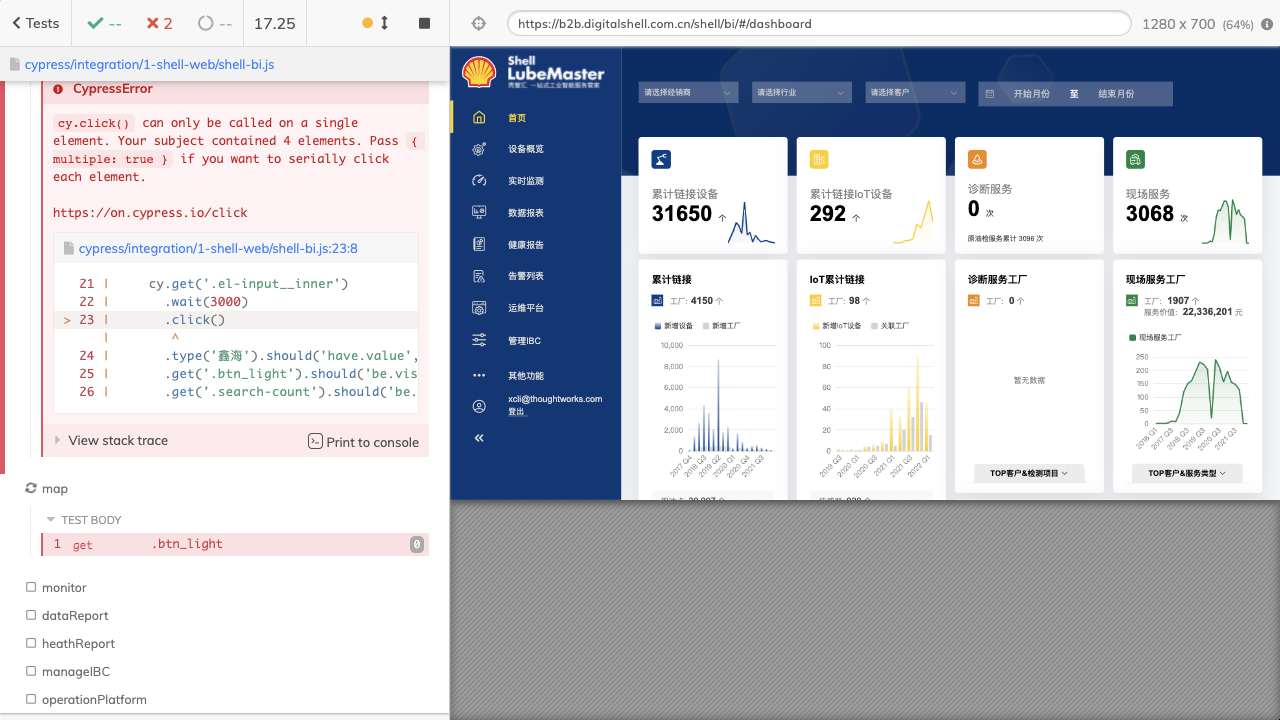 Tests
--
2
--
17.25
https://b2b.digitalshell.com.cn/shell/bi/#/dashboard
1280 x 700 (64%)
cypress/integration/1-shell-web/shell-bi.js
CypressError
cy.click() can only be called on a single
element. Your subject contained 4 elements. Pass {
multiple: true } if you want to serially click
each element.
https://on.cypress.io/click
cypress/integration/1-shell-web/shell-bi.js:23:8
21 | cy.get('.el-input__inner')
22 | .wait(3000)
> 23 | .click()
| ^
24 | .type('鑫海').should('have.value',
25 | .get('.btn_light').should('be.vis
26 | .get('.search-count').should('be.
View stack trace
Print to console
map
TEST BODY
1 get .btn_light 0
monitor
dataReport
heathReport
manageIBC
operationPlatform
Shell
LubeMaster
壳智汇 一站式工业智能服务管家
首页
设备概览
实时监测
数据报表
健康报告
告警列表
运维平台
管理IBC
其他功能
xcli@thoughtworks.com
登出
请选择经销商
请选择行业
请选择客户
开始月份 至 结束月份
累计链接设备
31650 个
累计链接IoT设备
292 个
诊断服务
0 次
原油检服务累计 3096 次
现场服务
3068 次
累计链接
工厂: 4150 个
新增设备 新增工厂
10,000
8,000
6,000
4,000
2,000
0
2017 Q4
2018 Q3
2019 Q2
2020 Q1
2020 Q4
2021 Q3
IoT累计链接
工厂: 98 个
新增IoT设备 关联工厂
100
80
60
40
20
0
2019 Q3
2020 Q1
2020 Q3
2021 Q1
2021 Q3
2022 Q1
诊断服务工厂
工厂: 0 个
暂无数据
TOP客户&检测项目
现场服务工厂
工厂: 1907 个
服务价值: 22,336,201 元
现场服务工厂
250
200
150
100
50
0
2016 Q1
2017 Q3
2018 Q3
2019 Q3
2020 Q3
2021 Q3
TOP客户&服务类型